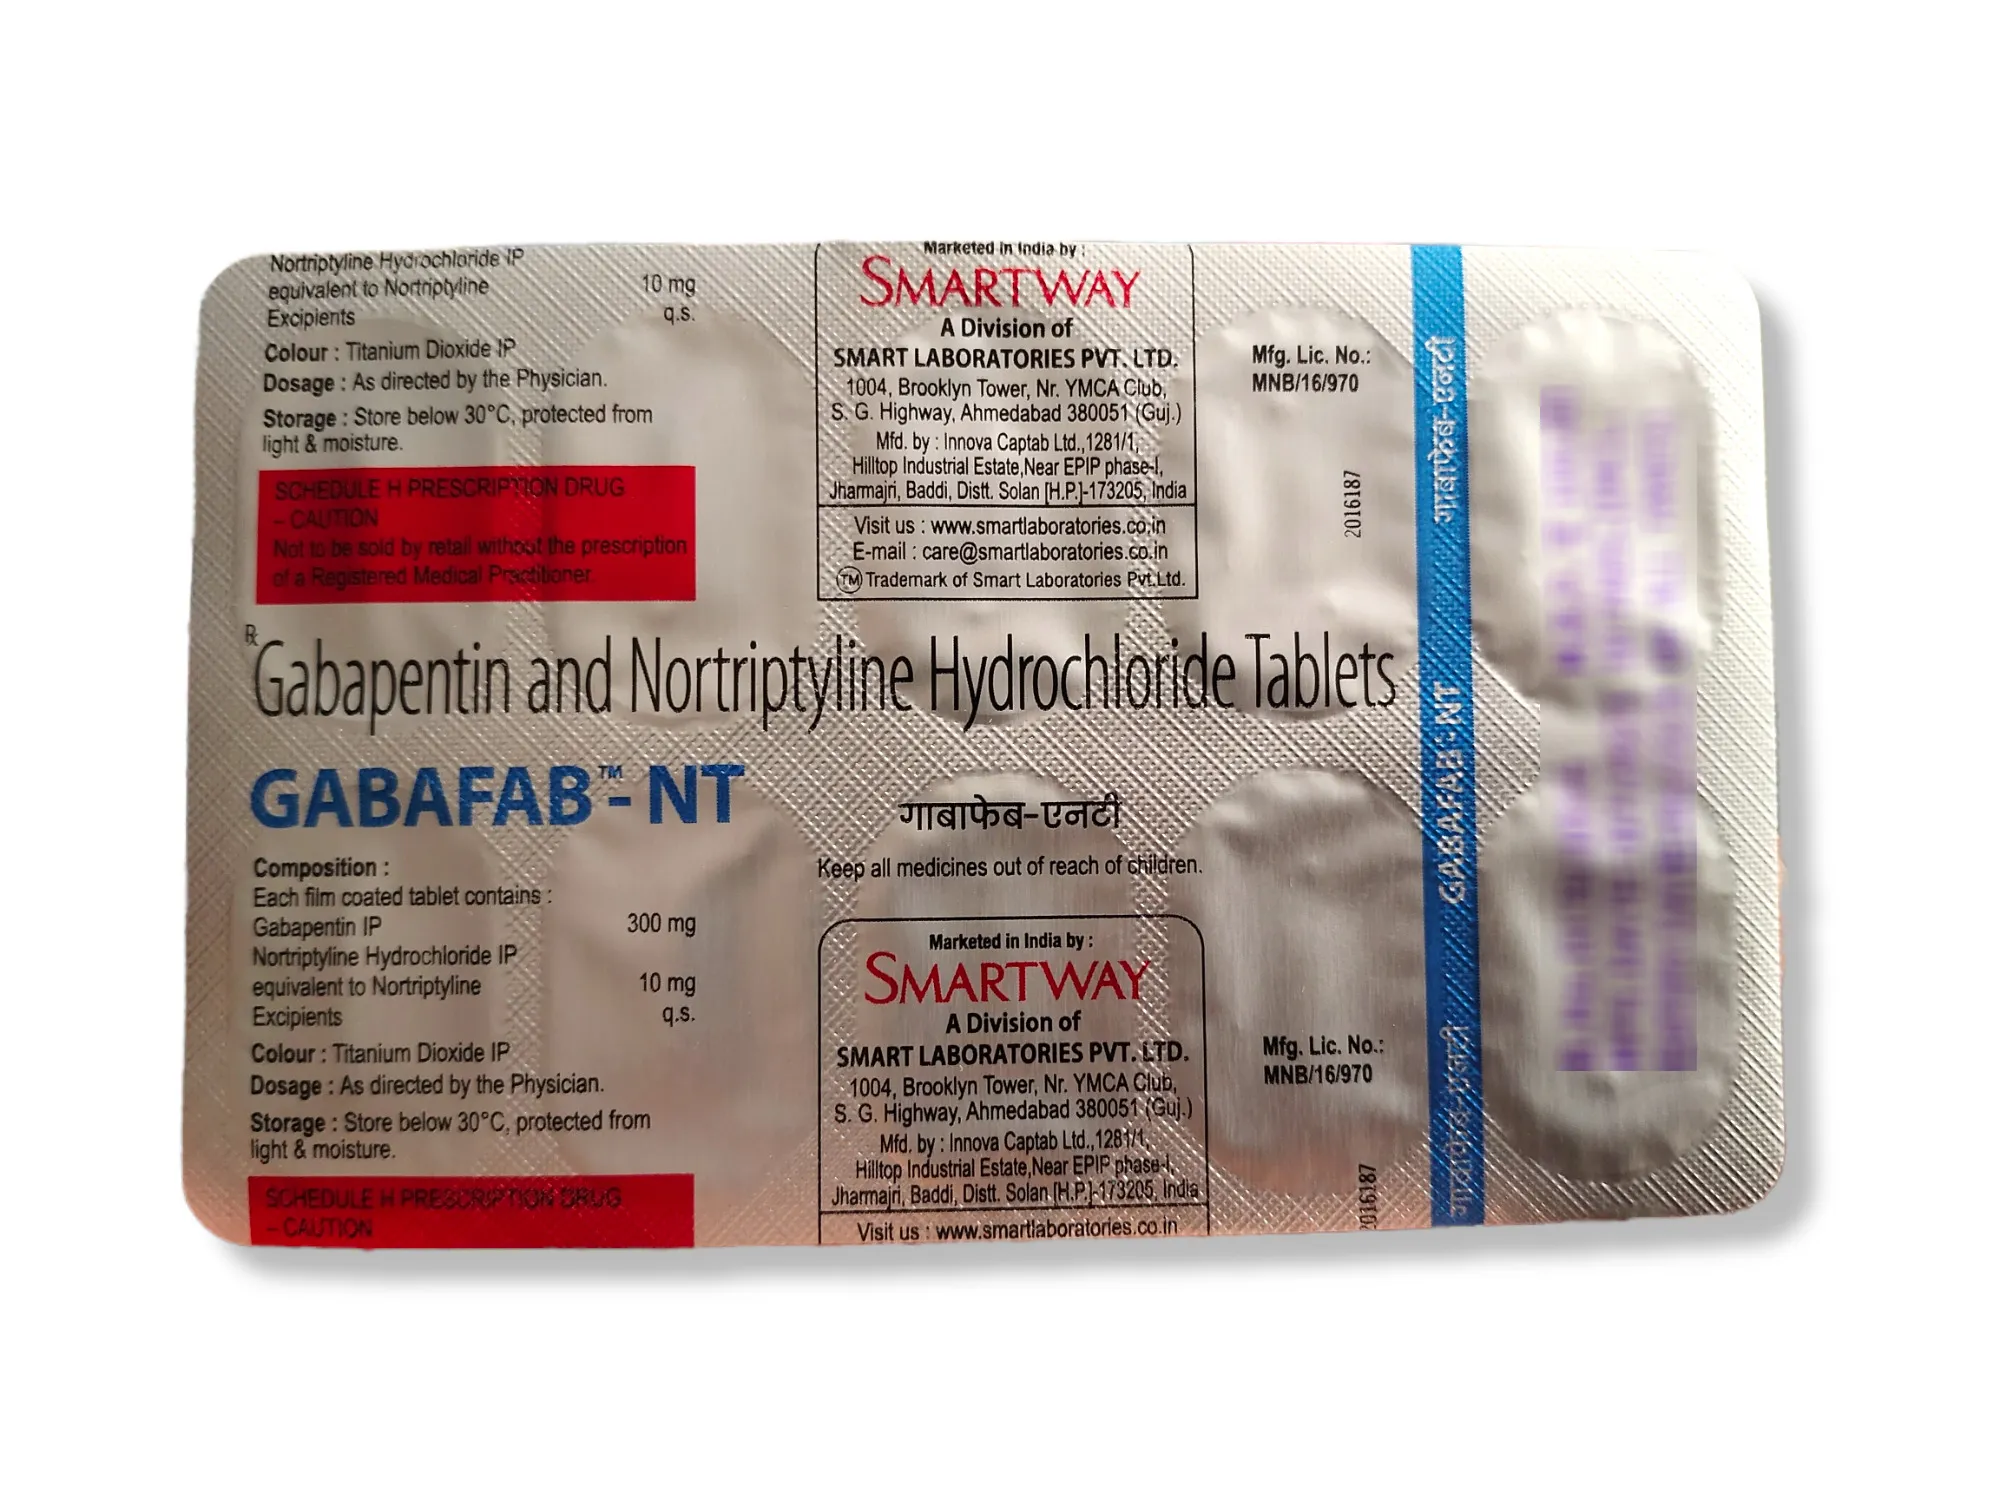 Nortriptyline Hydrochloride IP
equivalent to Nortriptyline 10 mg
Excipients q.s.
Colour : Titanium Dioxide IP
Dosage : As directed by the Physician.
Storage : Store below 30°C, protected from
light & moisture.
SCHEDULE H PRESCRIPTION DRUG
– CAUTION
Not to be sold by retail without the prescription
of a Registered Medical Practitioner
Marketed in India by :
SMARTWAY
A Division of
SMART LABORATORIES PVT. LTD.
1004, Brooklyn Tower, Nr. YMCA Club,
S. G. Highway, Ahmedabad 380051 (Guj.)
Mfd. by : Innova Captab Ltd.,1281/1,
Hilltop Industrial Estate,Near EPIP phase-I,
Jharmajri, Baddi, Distt. Solan [H.P.]-173205, India
Visit us : www.smartlaboratories.co.in
E-mail : care@smartlaboratories.co.in
TM Trademark of Smart Laboratories Pvt.Ltd.
Mfg. Lic. No.:
MNB/16/970
2016187
℞ Gabapentin and Nortriptyline Hydrochloride Tablets
GABAFAB™- NT
गाबाफेब-एनटी
Composition :
Each film coated tablet contains :
Gabapentin IP 300 mg
Nortriptyline Hydrochloride IP
equivalent to Nortriptyline 10 mg
Excipients q.s.
Colour : Titanium Dioxide IP
Dosage : As directed by the Physician.
Storage : Store below 30°C, protected from
light & moisture.
SCHEDULE H PRESCRIPTION DRUG
– CAUTION
Keep all medicines out of reach of children.
Marketed in India by :
SMARTWAY
A Division of
SMART LABORATORIES PVT. LTD.
1004, Brooklyn Tower, Nr. YMCA Club,
S. G. Highway, Ahmedabad 380051 (Guj.)
Mfd. by : Innova Captab Ltd.,1281/1,
Hilltop Industrial Estate,Near EPIP phase-I,
Jharmajri, Baddi, Distt. Solan [H.P.]-173205, India
Visit us : www.smartlaboratories.co.in
Mfg. Lic. No.:
MNB/16/970
2016187
गाबाफेब-एनटी
GABAFAB™-NT
गाबाफेब-एनटी